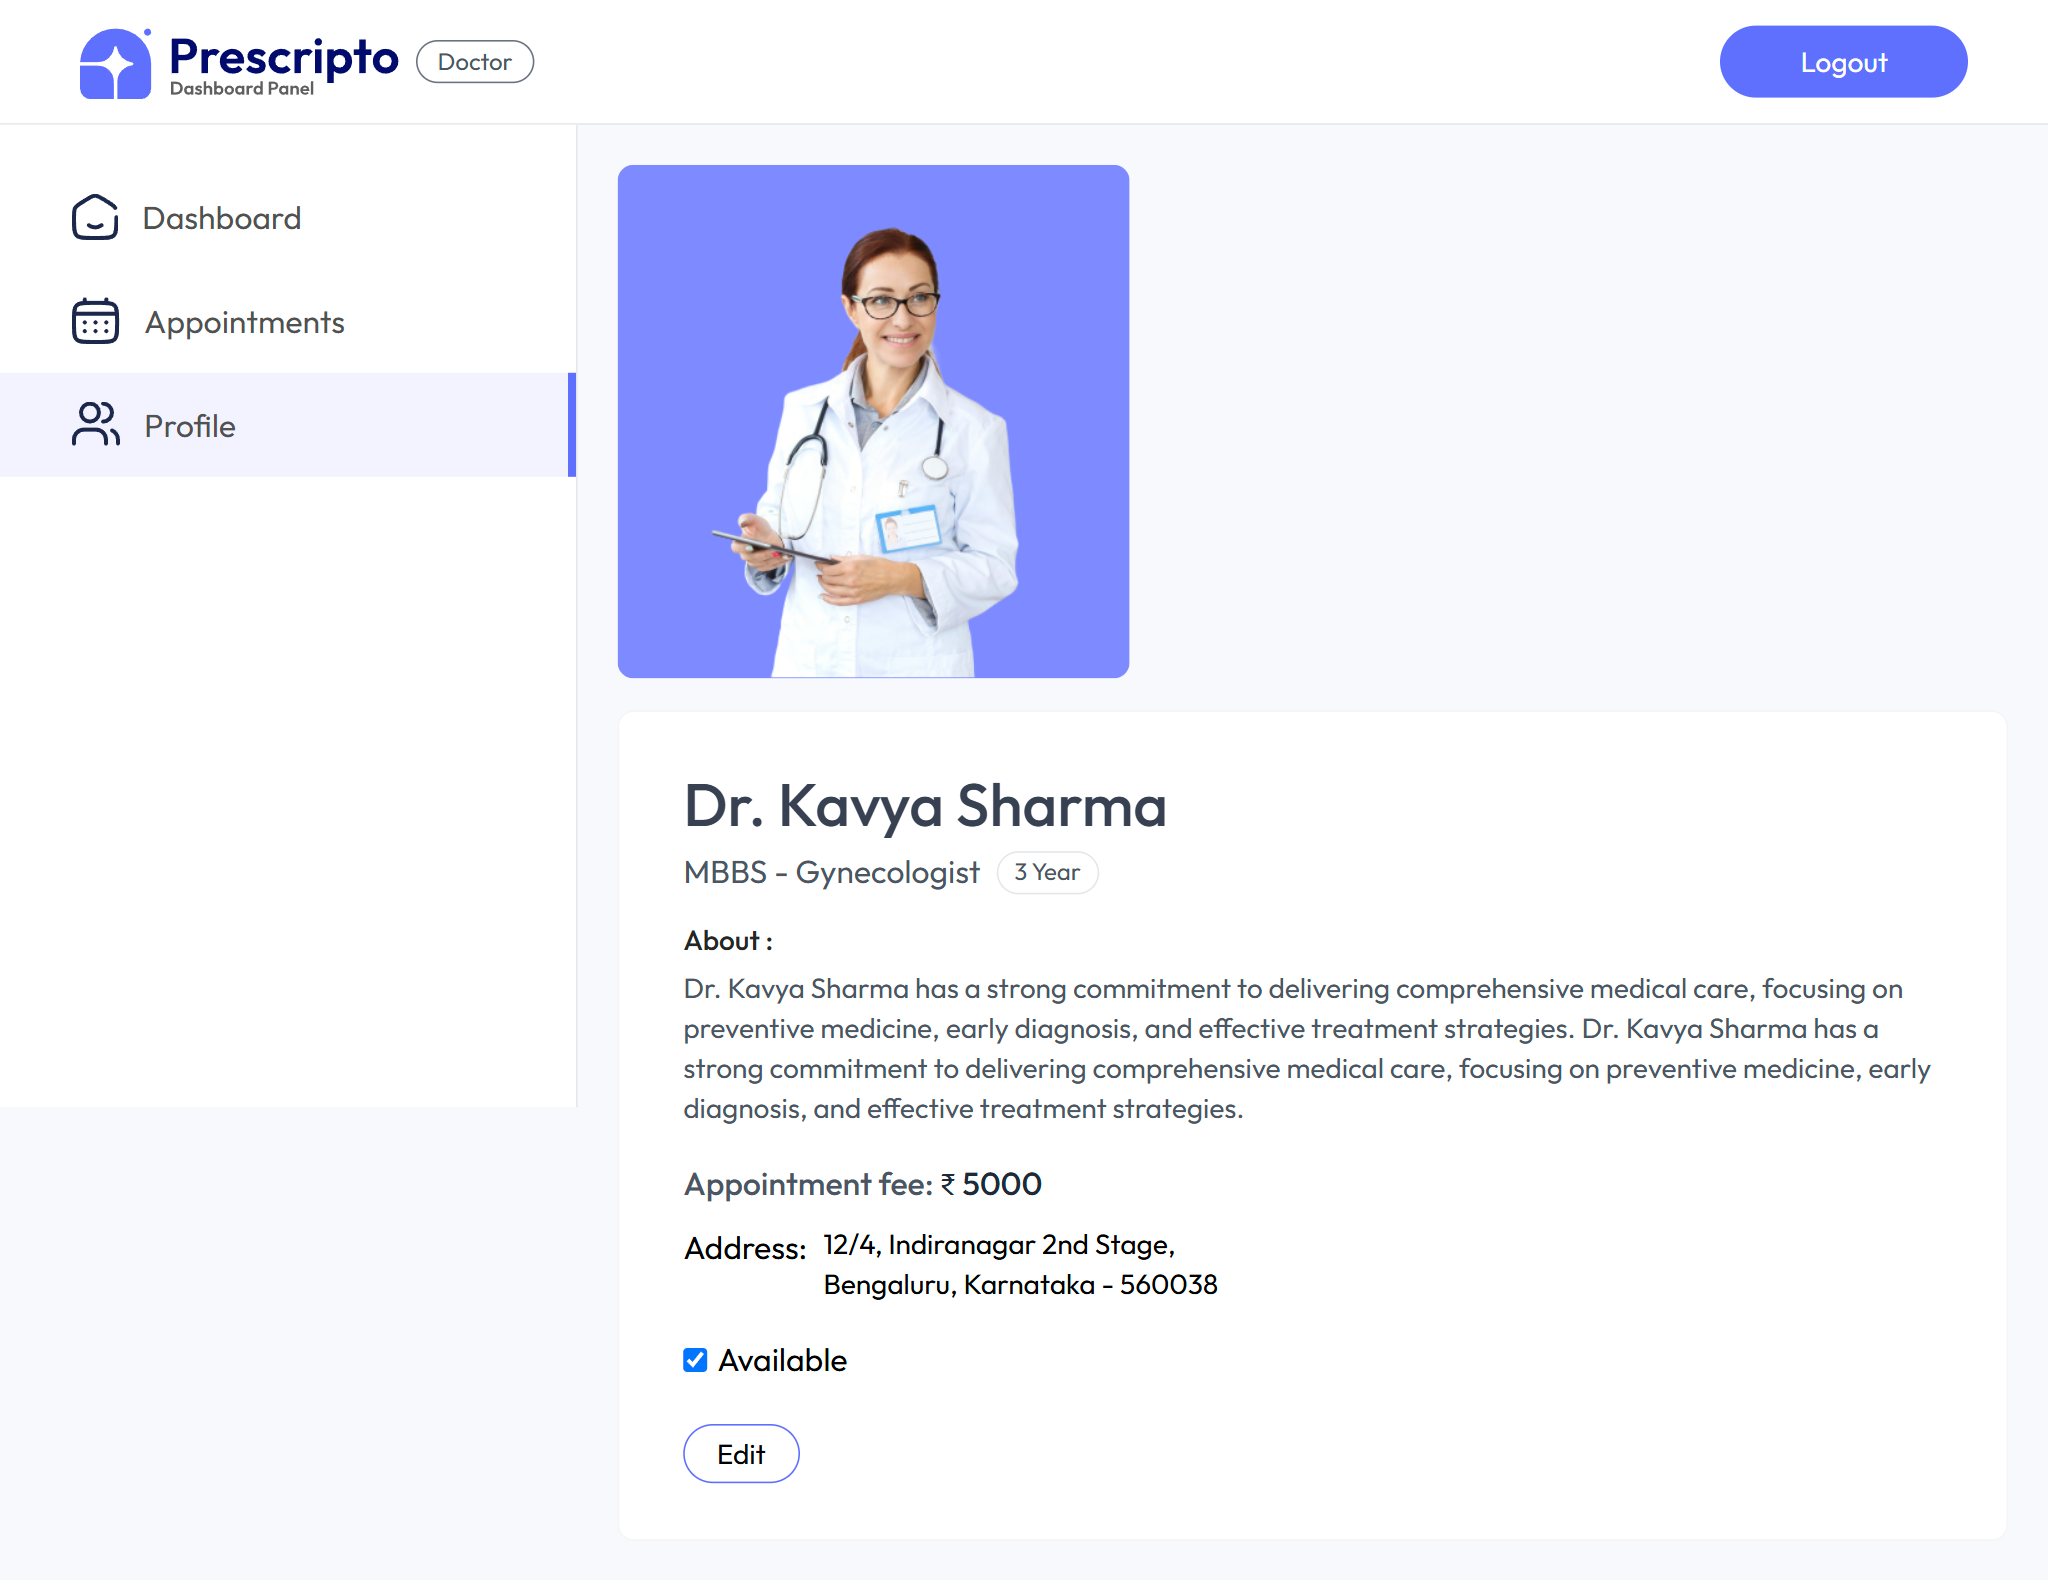 Prescripto
Dashboard Panel
Doctor
Logout
Dashboard
Appointments
Profile
Dr. Kavya Sharma
MBBS - Gynecologist 3 Year
About :
Dr. Kavya Sharma has a strong commitment to delivering comprehensive medical care, focusing on
preventive medicine, early diagnosis, and effective treatment strategies. Dr. Kavya Sharma has a
strong commitment to delivering comprehensive medical care, focusing on preventive medicine, early
diagnosis, and effective treatment strategies.
Appointment fee: ₹ 5000
Address: 12/4, Indiranagar 2nd Stage,
Bengaluru, Karnataka - 560038
Available
Edit